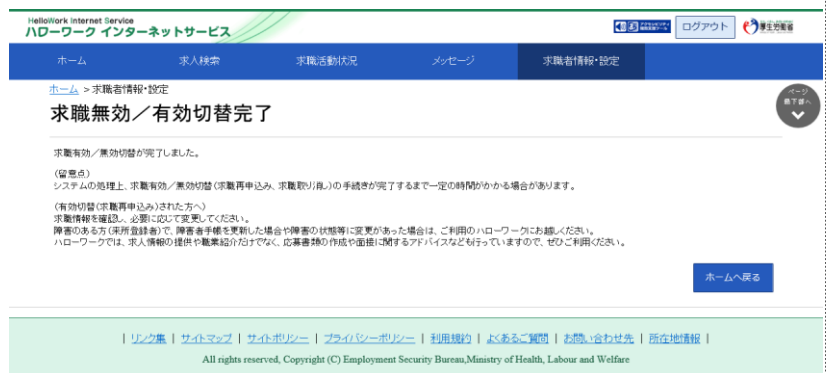 HelloWork Internet Service
ハローワーク インターネットサービス
ログアウト
厚生労働省
ホーム
求人検索
求職活動状況
メッセージ
求職者情報・設定
ホーム > 求職者情報・設定
求職無効／有効切替完了
ページ
最下部へ
求職有効／無効切替が完了しました。
(留意点)
システムの処理上、求職有効／無効切替(求職再申込み、求職取り消し)の手続きが完了するまで一定の時間がかかる場合があります。
(有効切替(求職再申込み)された方へ)
求職情報を確認し、必要に応じて変更してください。
障害のある方(来所登録者)で、障害者手帳を更新した場合や障害の状態等に変更があった場合は、ご利用のハローワークにお越しください。
ハローワークでは、求人情報の提供や職業紹介だけでなく、応募書類の作成や面接に関するアドバイスなども行っていますので、ぜひご利用ください。
ホームへ戻る
| リンク集 | サイトマップ | サイトポリシー | プライバシーポリシー | 利用規約 | よくあるご質問 | お問い合わせ先 | 所在地情報 |
All rights reserved, Copyright (C) Employment Security Bureau,Ministry of Health, Labour and Welfare